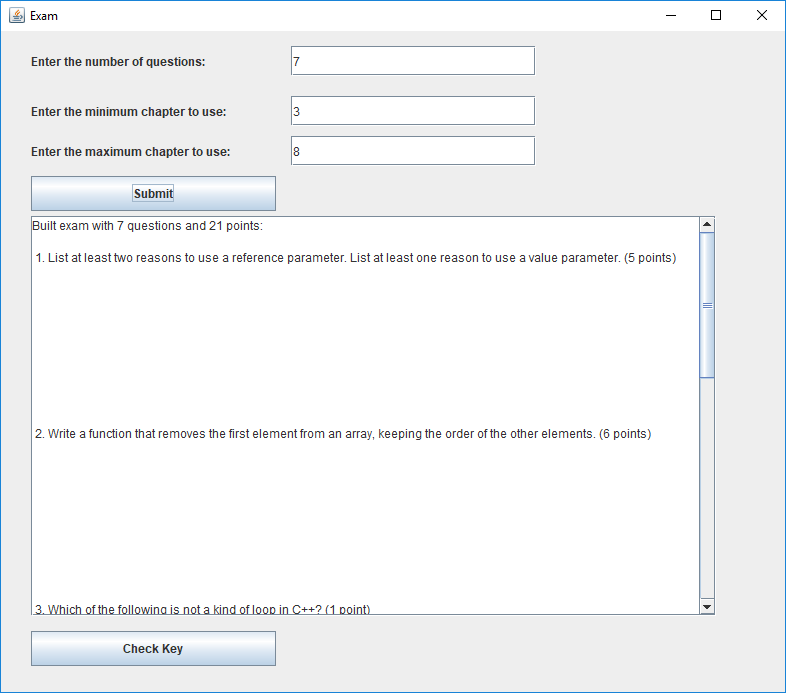 Exam
Enter the number of questions: 7
Enter the minimum chapter to use: 3
Enter the maximum chapter to use: 8
Submit
Built exam with 7 questions and 21 points:
1. List at least two reasons to use a reference parameter. List at least one reason to use a value parameter. (5 points)
2. Write a function that removes the first element from an array, keeping the order of the other elements. (6 points)
3. Which of the following is not a kind of loop in C++? (1 point)
Check Key